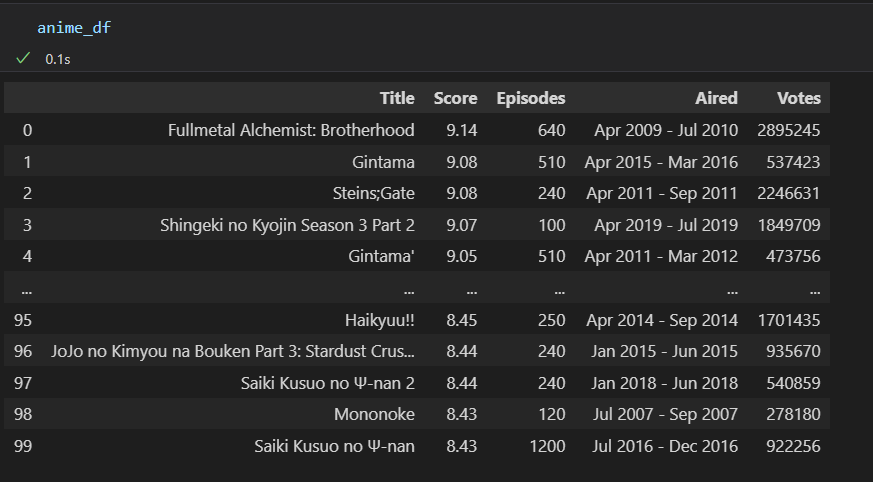 anime_df
0.1s
Title Score Episodes Aired Votes
0 Fullmetal Alchemist: Brotherhood 9.14 640 Apr 2009 - Jul 2010 2895245
1 Gintama 9.08 510 Apr 2015 - Mar 2016 537423
2 Steins;Gate 9.08 240 Apr 2011 - Sep 2011 2246631
3 Shingeki no Kyojin Season 3 Part 2 9.07 100 Apr 2019 - Jul 2019 1849709
4 Gintama' 9.05 510 Apr 2011 - Mar 2012 473756
... ... ... ... ... ...
95 Haikyuu!! 8.45 250 Apr 2014 - Sep 2014 1701435
96 JoJo no Kimyou na Bouken Part 3: Stardust Crus... 8.44 240 Jan 2015 - Jun 2015 935670
97 Saiki Kusuo no Ψ-nan 2 8.44 240 Jan 2018 - Jun 2018 540859
98 Mononoke 8.43 120 Jul 2007 - Sep 2007 278180
99 Saiki Kusuo no Ψ-nan 8.43 1200 Jul 2016 - Dec 2016 922256